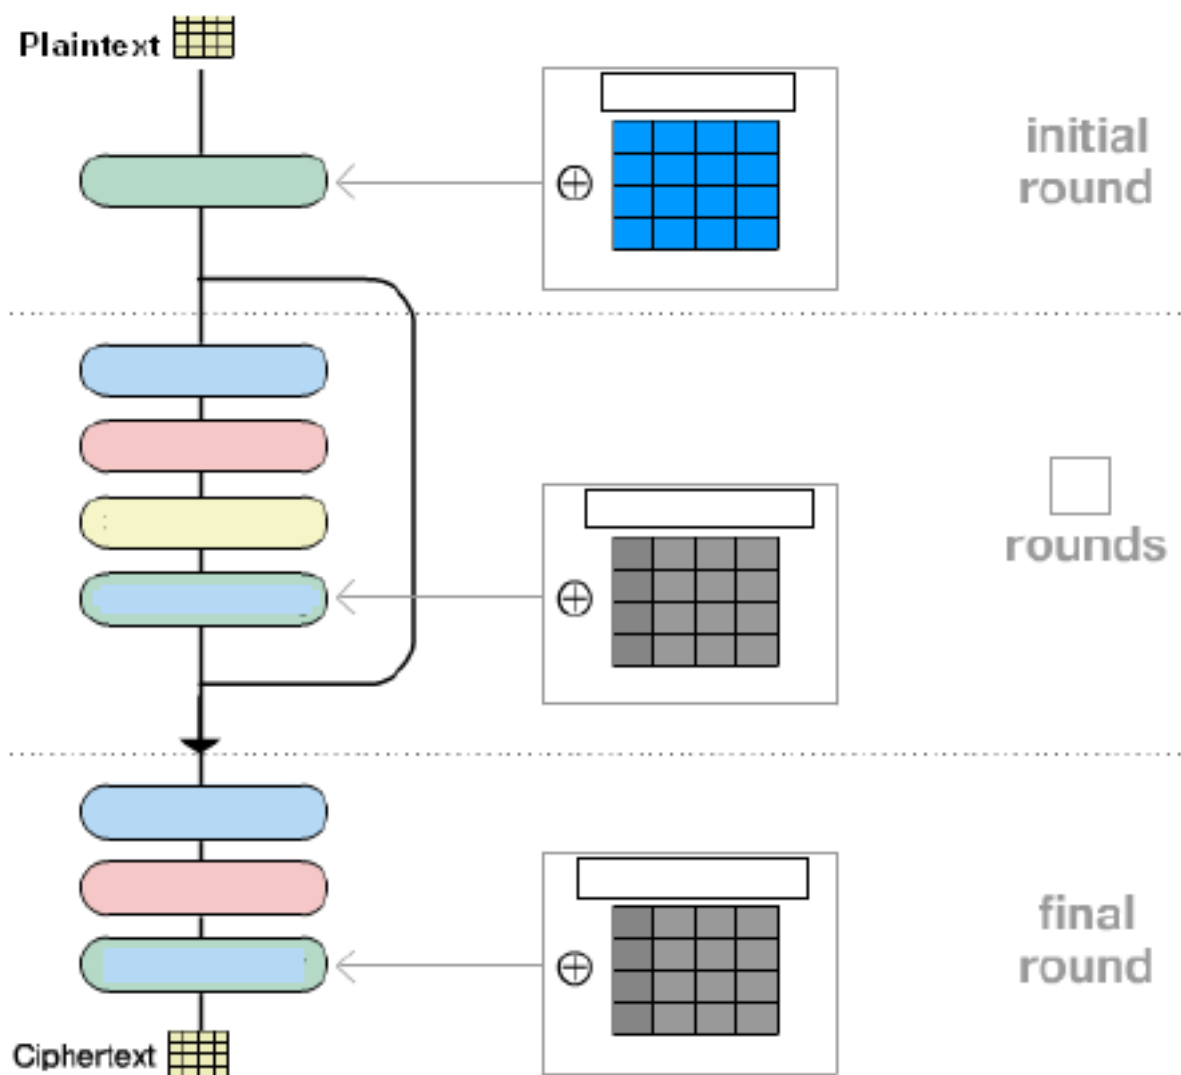 Plaintext
initial
round
rounds
final
round
Ciphertext